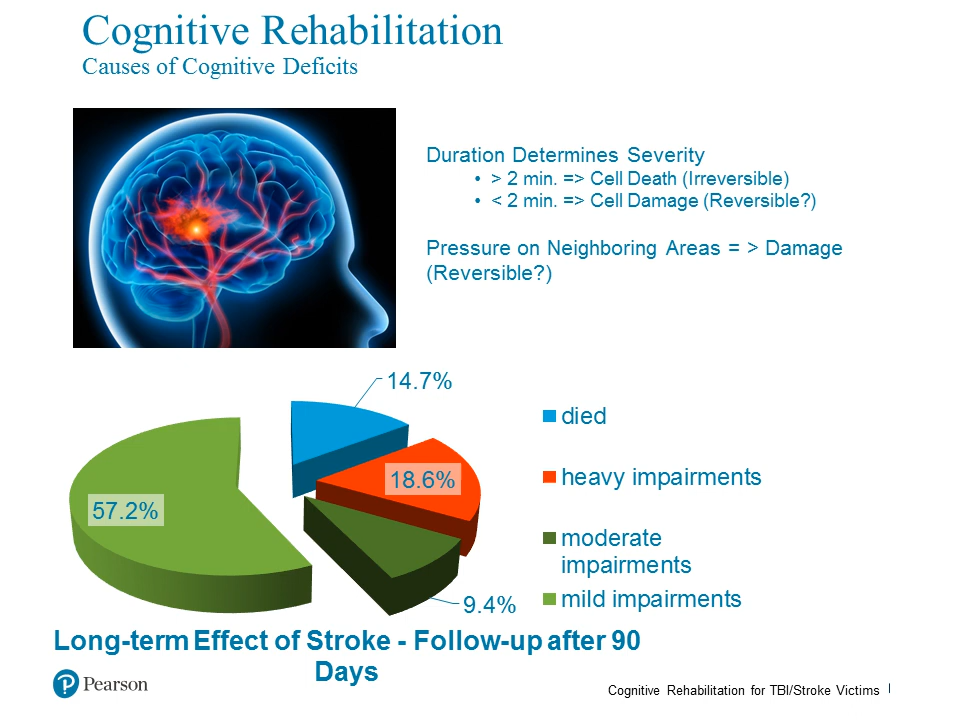 Cognitive Rehabilitation
Causes of Cognitive Deficits
Duration Determines Severity
• > 2 min. => Cell Death (Irreversible)
• < 2 min. => Cell Damage (Reversible?)
Pressure on Neighboring Areas = > Damage
(Reversible?)
14.7%
18.6%
57.2%
9.4%
died
heavy impairments
moderate
impairments
mild impairments
Long-term Effect of Stroke - Follow-up after 90
Days
P Pearson
Cognitive Rehabilitation for TBI/Stroke Victims |